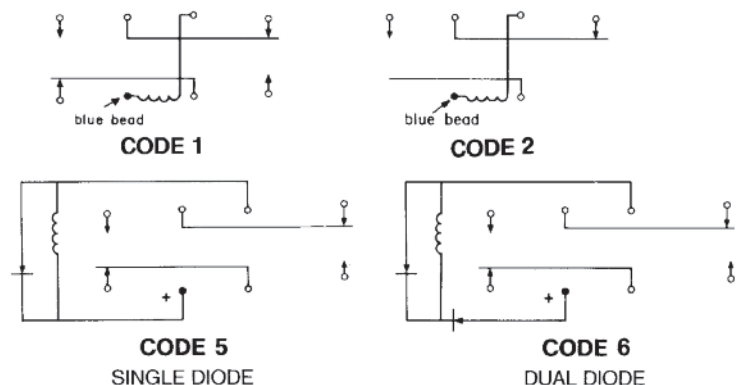 blue bead
blue bead
CODE 1
CODE 2
+
+
CODE 5
CODE 6
SINGLE DIODE
DUAL DIODE